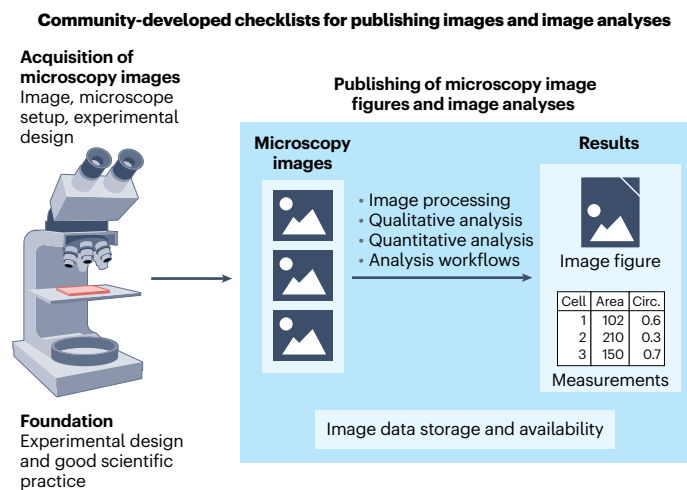 Community-developed checklists for publishing images and image analyses
Acquisition of
microscopy images
Image, microscope
setup, experimental
design
Publishing of microscopy image
figures and image analyses
Microscopy
images
• Image processing
• Qualitative analysis
• Quantitative analysis
• Analysis workflows
Results
Image figure
Cell Area Circ.
1 102 0.6
2 210 0.3
3 150 0.7
Measurements
Image data storage and availability
Foundation
Experimental design
and good scientific
practice